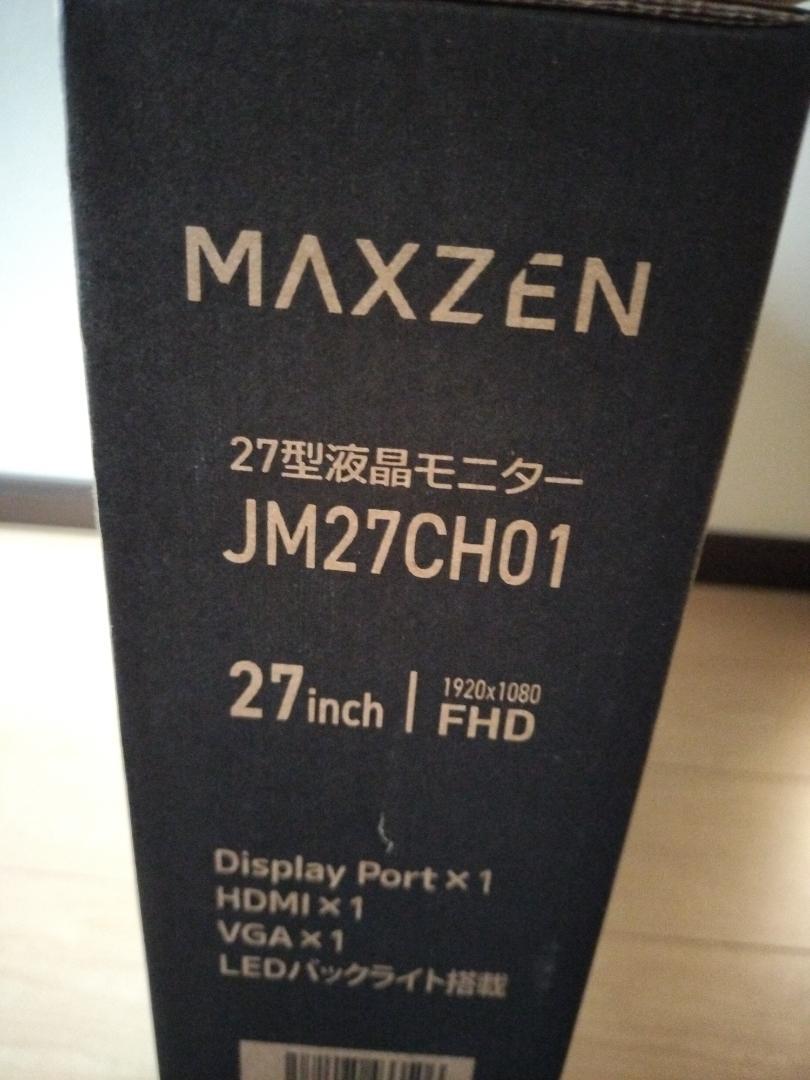 MAXZEN
27型液晶モニター
JM27CH01
27inch | 1920x1080
FHD
Display Port×1
HDMI×1
VGA×1
LEDバックライト搭載